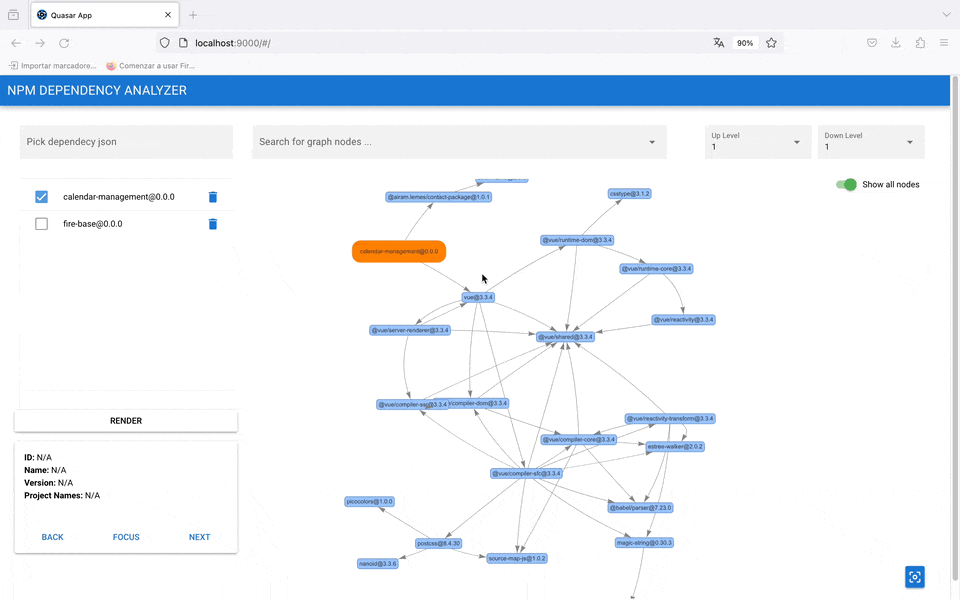 Quasar App
localhost:9000/#/
90%
Importar marcadore...
Comenzar a usar Fir...
NPM DEPENDENCY ANALYZER
Pick dependecy json
Search for graph nodes ...
Up Level
1
Down Level
1
Show all nodes
calendar-management@0.0.0
fire-base@0.0.0
RENDER
ID: N/A
Name: N/A
Version: N/A
Project Names: N/A
BACK
FOCUS
NEXT
@airam.lemes/contact-package@1.0.1
csstype@3.1.2
calendar-management@0.0.0
@vue/runtime-dom@3.3.4
@vue/runtime-core@3.3.4
vue@3.3.4
@vue/reactivity@3.3.4
@vue/server-renderer@3.3.4
@vue/shared@3.3.4
@vue/compiler-ssr@3.3.4
/compiler-dom@3.3.4
@vue/reactivity-transform@3.3.4
@vue/compiler-core@3.3.4
estree-walker@2.0.2
@vue/compiler-sfc@3.3.4
picocolors@1.0.0
@babel/parser@7.23.0
postcss@8.4.30
magic-string@0.30.3
nanoid@3.3.6
source-map-js@1.0.2